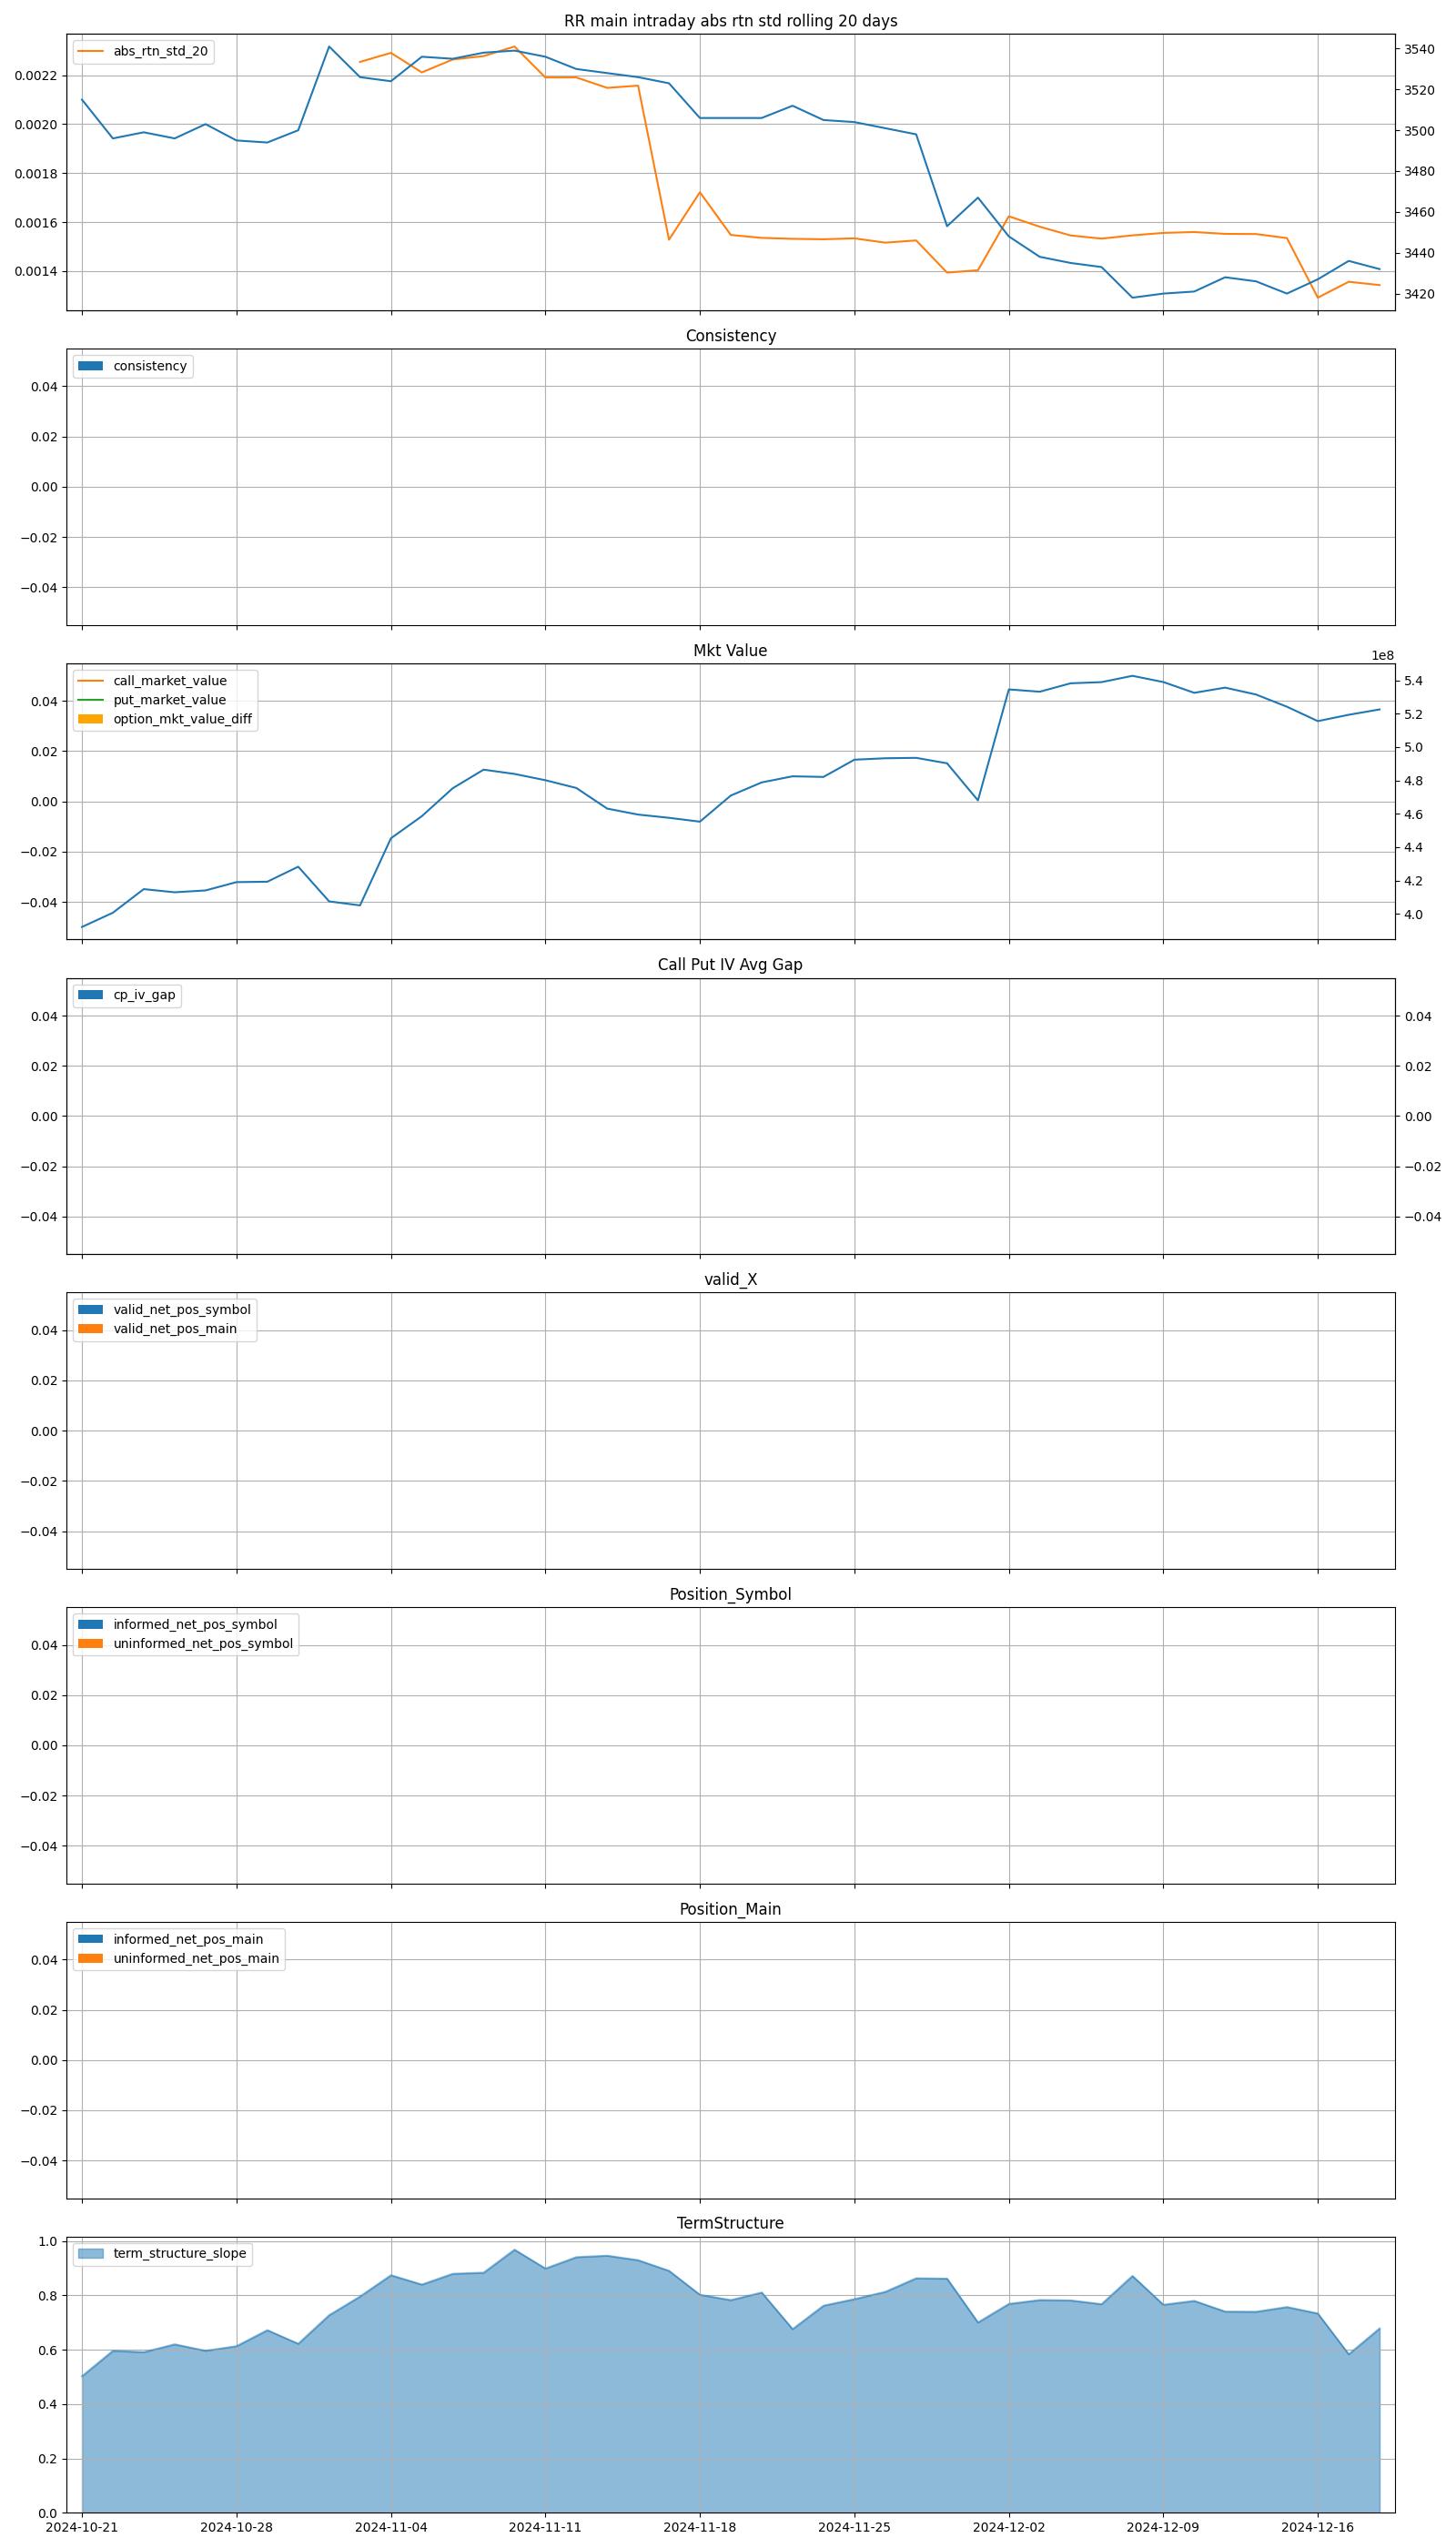 RR main intraday abs rtn std rolling 20 days
abs_rtn_std_20
0.0022
0.0020
0.0018
0.0016
0.0014
3540
3520
3500
3480
3460
3440
3420
Consistency
consistency
0.04
0.02
0.00
−0.02
−0.04
Mkt Value
1e8
call_market_value
put_market_value
option_mkt_value_diff
0.04
0.02
0.00
−0.02
−0.04
5.4
5.2
5.0
4.8
4.6
4.4
4.2
4.0
Call Put IV Avg Gap
cp_iv_gap
0.04
0.02
0.00
−0.02
−0.04
0.04
0.02
0.00
−0.02
−0.04
valid_X
valid_net_pos_symbol
valid_net_pos_main
0.04
0.02
0.00
−0.02
−0.04
Position_Symbol
informed_net_pos_symbol
uninformed_net_pos_symbol
0.04
0.02
0.00
−0.02
−0.04
Position_Main
informed_net_pos_main
uninformed_net_pos_main
0.04
0.02
0.00
−0.02
−0.04
TermStructure
term_structure_slope
1.0
0.8
0.6
0.4
0.2
0.0
2024-10-21 2024-10-28 2024-11-04 2024-11-11 2024-11-18 2024-11-25 2024-12-02 2024-12-09 2024-12-16